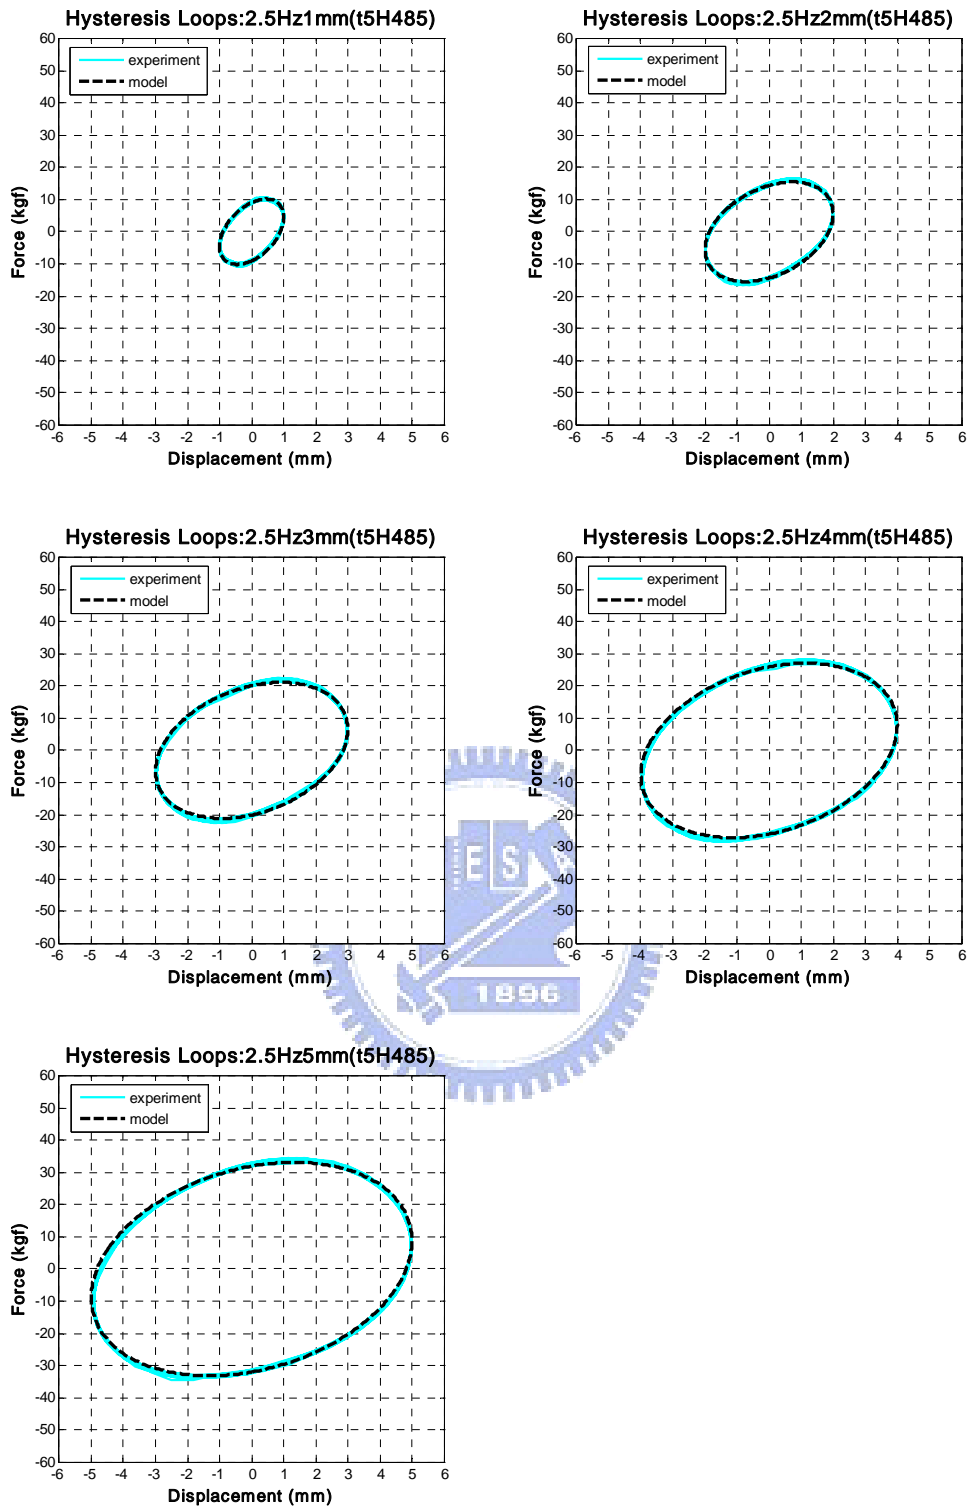 Hysteresis Loops:2.5Hz1mm(t5H485)
experiment
model
60
50
40
30
20
10
0
-10
-20
-30
-40
-50
-60
Force (kgf)
-6 -5 -4 -3 -2 -1 0 1 2 3 4 5 6
Displacement (mm)
Hysteresis Loops:2.5Hz2mm(t5H485)
experiment
model
60
50
40
30
20
10
0
-10
-20
-30
-40
-50
-60
Force (kgf)
-6 -5 -4 -3 -2 -1 0 1 2 3 4 5 6
Displacement (mm)
Hysteresis Loops:2.5Hz3mm(t5H485)
experiment
model
60
50
40
30
20
10
0
-10
-20
-30
-40
-50
-60
Force (kgf)
-6 -5 -4 -3 -2 -1 0 1 2 3 4 5 6
Displacement (mm)
Hysteresis Loops:2.5Hz4mm(t5H485)
experiment
model
60
50
40
30
20
10
0
-10
-20
-30
-40
-50
-60
Force (kgf)
-6 -5 -4 -3 -2 -1 0 1 2 3 4 5 6
Displacement (mm)
ES
1896
Hysteresis Loops:2.5Hz5mm(t5H485)
experiment
model
60
50
40
30
20
10
0
-10
-20
-30
-40
-50
-60
Force (kgf)
-6 -5 -4 -3 -2 -1 0 1 2 3 4 5 6
Displacement (mm)